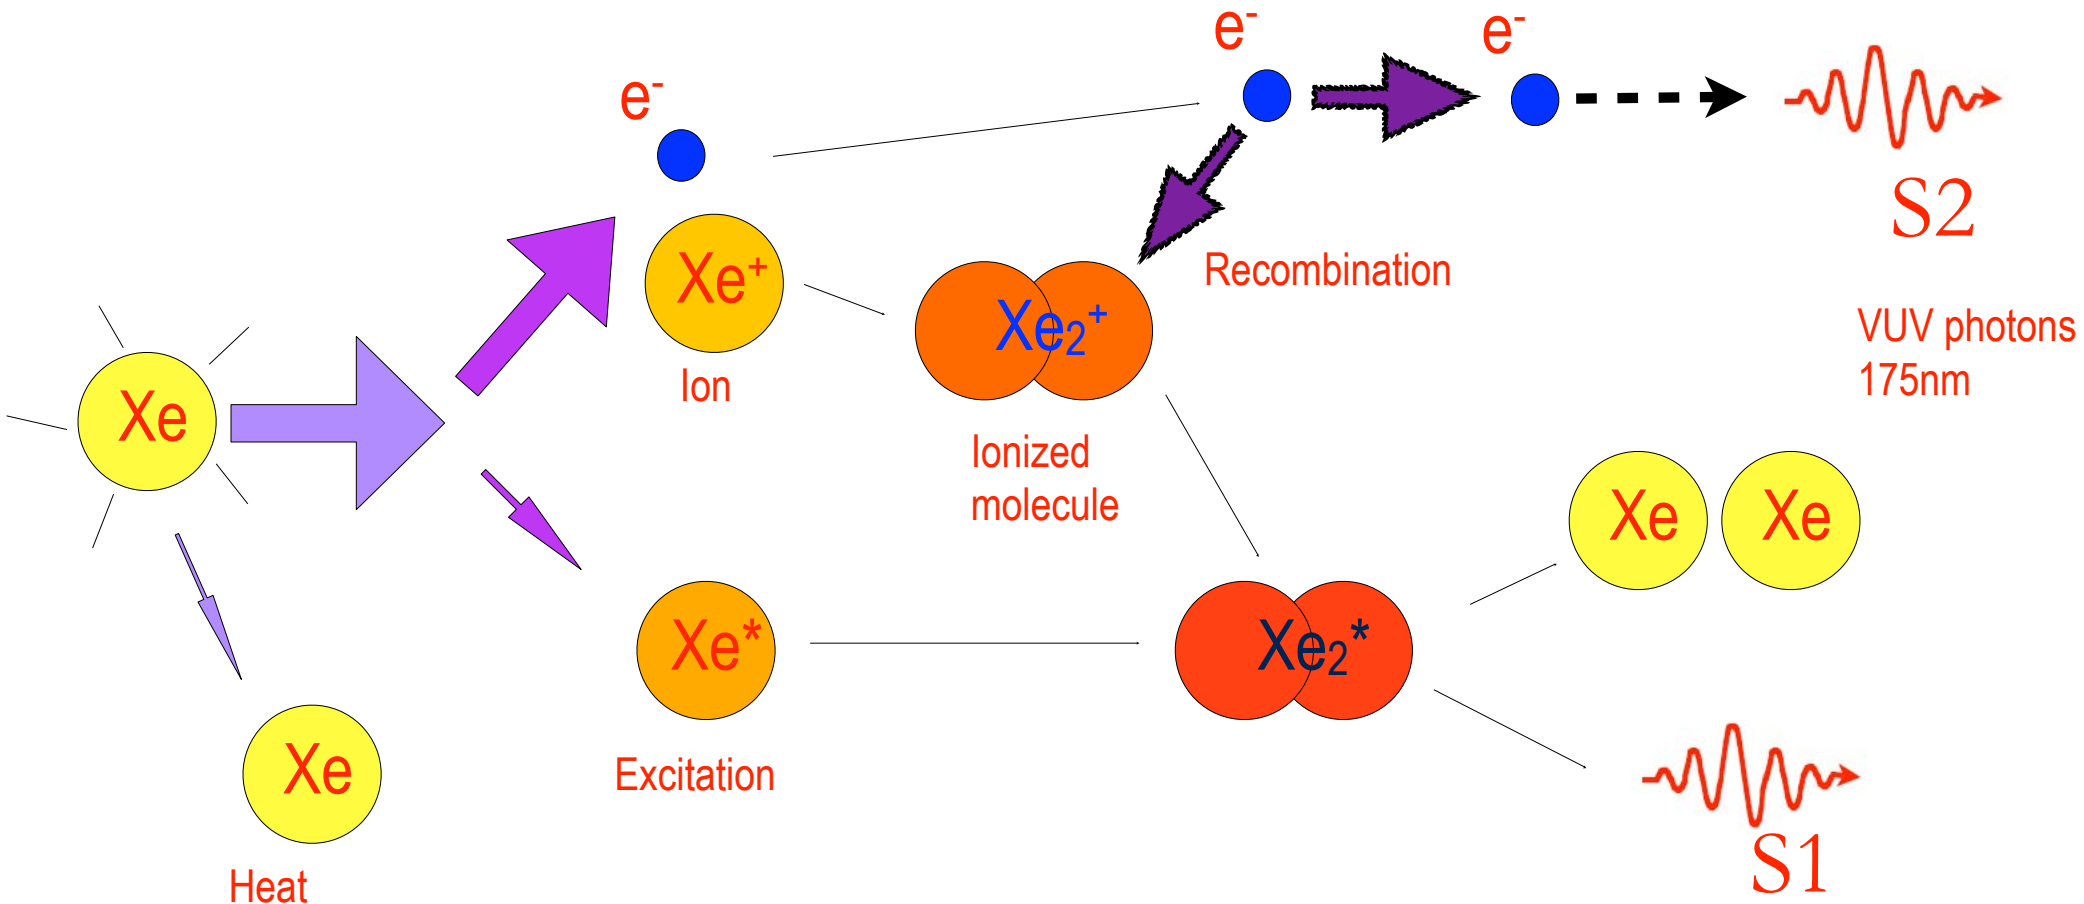 e⁻
e⁻
e⁻
S2
Xe⁺
Recombination
Xe₂⁺
VUV photons
175nm
Ion
Xe
Ionized
molecule
Xe
Xe
Xe*
Xe₂*
Xe
Excitation
S1
Heat